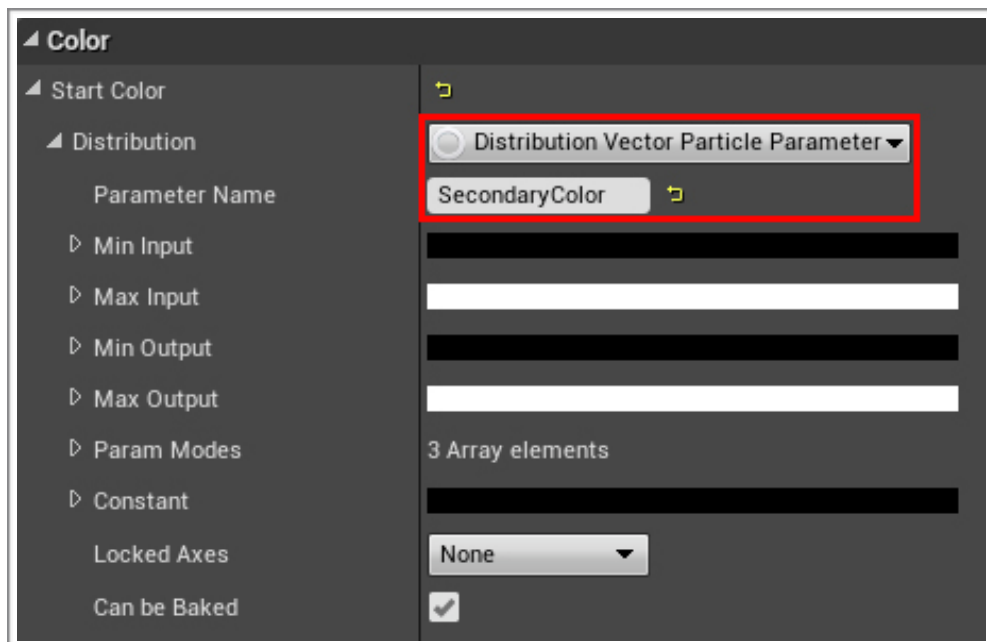 Color
Start Color
Distribution Distribution Vector Particle Parameter
Parameter Name SecondaryColor
Min Input
Max Input
Min Output
Max Output
Param Modes 3 Array elements
Constant
Locked Axes None
Can be Baked